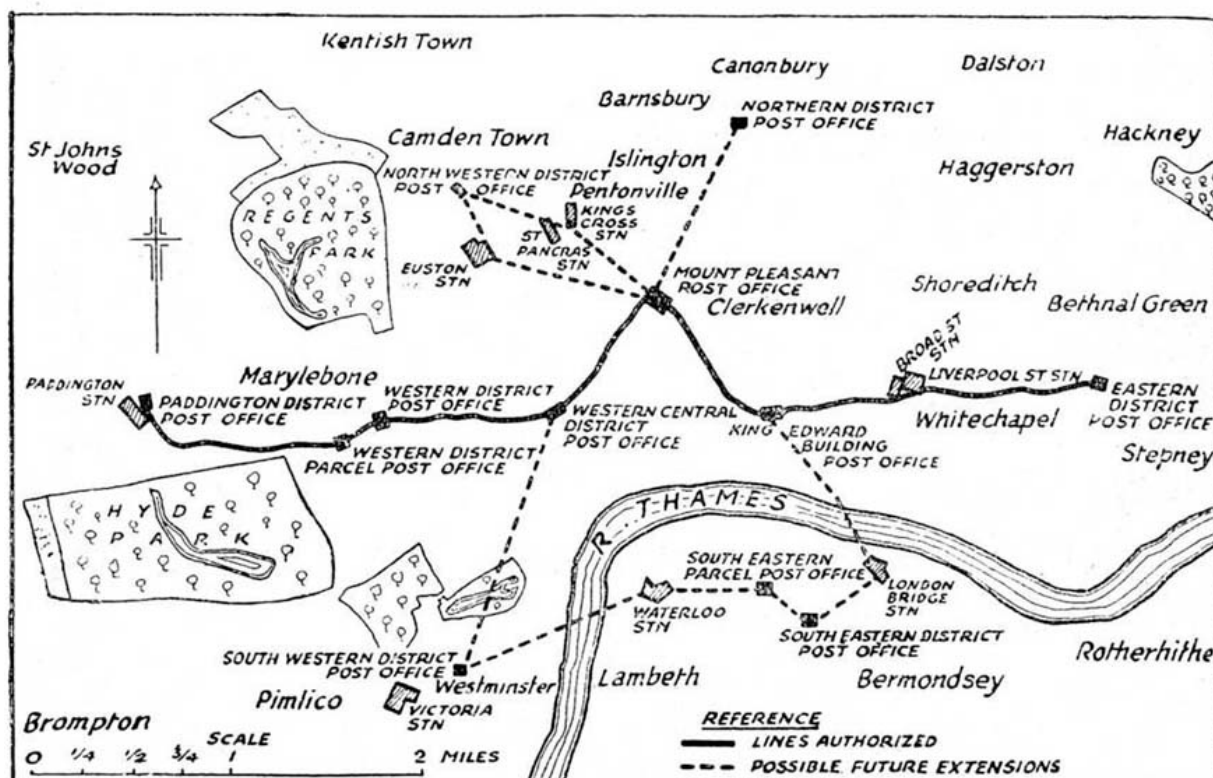 Kentish Town
Canonbury
Dalston
Barnsbury
NORTHERN DISTRICT
POST OFFICE
Hackney
Camden Town
St Johns
Wood
Islington
Haggerston
NORTH WESTERN DISTRICT
POST OFFICE
Pentonville
KINGS
CROSS
STN
REGENTS
PARK
ST
PANCRAS
STN
EUSTON
STN
MOUNT PLEASANT
POST OFFICE
Clerkenwell
Shoreditch
Bethnal Green
BROAD ST
STN
LIVERPOOL ST STN
PADDINGTON
STN
Marylebone
PADDINGTON DISTRICT
POST OFFICE
WESTERN DISTRICT
POST OFFICE
WESTERN CENTRAL
DISTRICT
POST OFFICE
KING EDWARD
BUILDING
POST OFFICE
Whitechapel
EASTERN
DISTRICT
POST OFFICE
WESTERN DISTRICT
PARCEL POST OFFICE
Stepney
HYDE
PARK
R. THAMES
SOUTH EASTERN
PARCEL POST OFFICE
LONDON
BRIDGE
STN
WATERLOO
STN
SOUTH EASTERN DISTRICT
POST OFFICE
Rotherhithe
SOUTH WESTERN DISTRICT
POST OFFICE
Westminster
Lambeth
Bermondsey
Pimlico
VICTORIA
STN
Brompton
SCALE
0 1/4 1/2 3/4 1 2 MILES
REFERENCE
LINES AUTHORIZED
POSSIBLE FUTURE EXTENSIONS